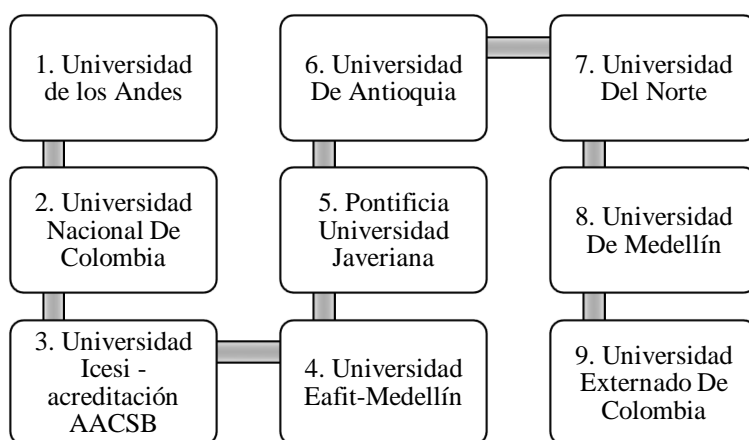 1. Universidad
de los Andes
2. Universidad
Nacional De
Colombia
3. Universidad
Icesi -
acreditación
AACSB
4. Universidad
Eafit-Medellín
5. Pontificia
Universidad
Javeriana
6. Universidad
De Antioquia
7. Universidad
Del Norte
8. Universidad
De Medellín
9. Universidad
Externado De
Colombia